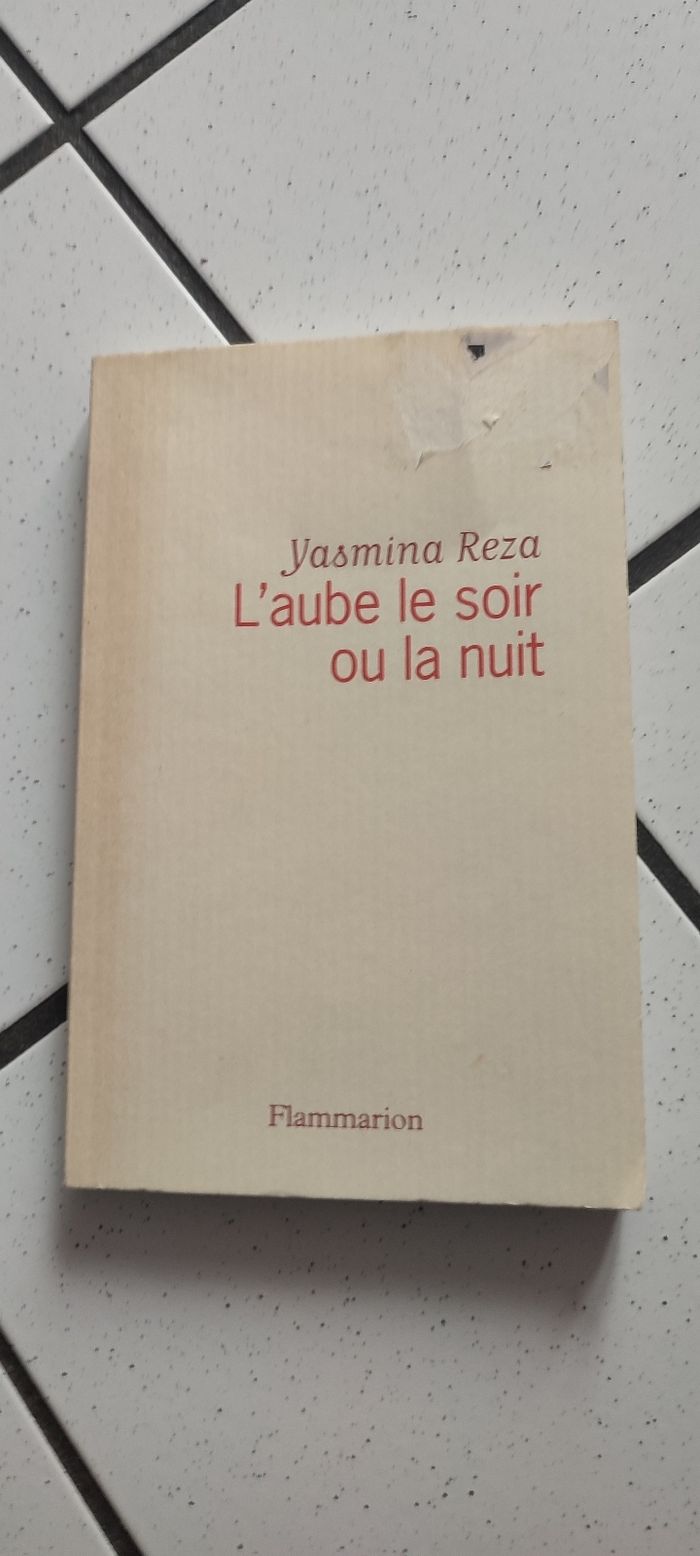 Yasmina Reza
L'aube le soir
ou la nuit
Flammarion